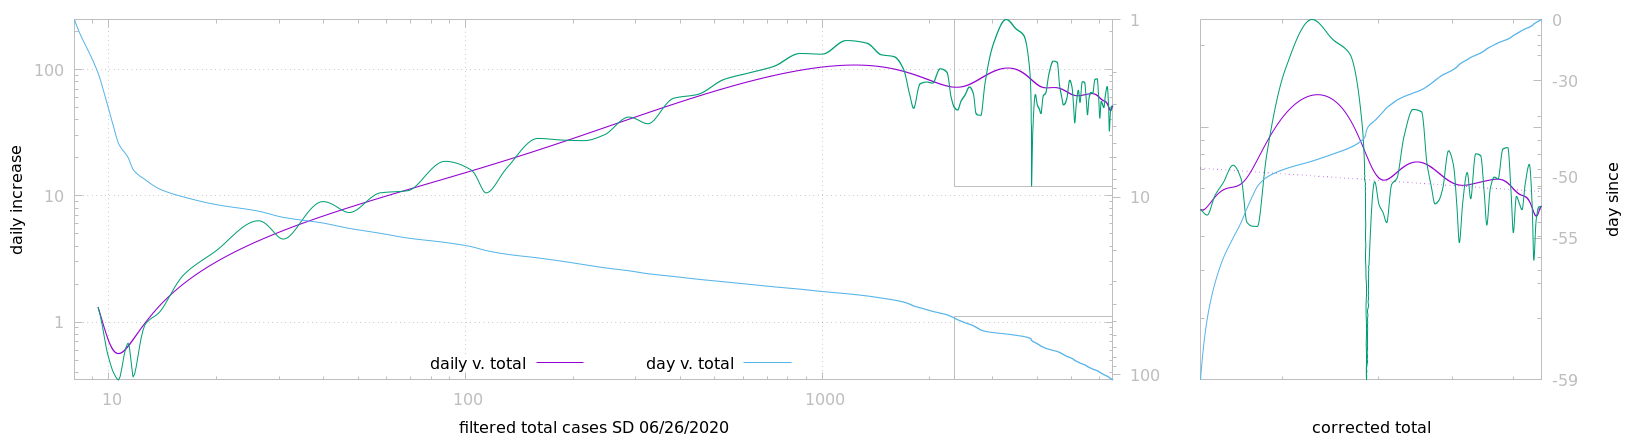 daily increase
100
10
1
10
100
1000
filtered total cases SD 06/26/2020
daily v. total
day v. total
1
10
100
0
-30
-50
-55
-59
day since
corrected total